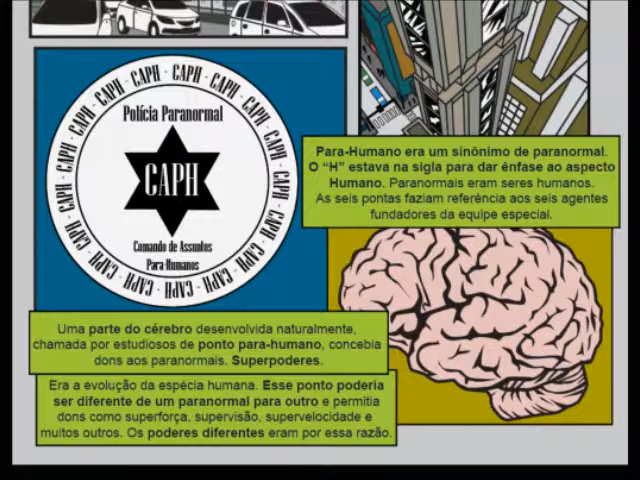 CAPH - CAPH - CAPH - CAPH - CAPH - CAPH - CAPH - CAPH - CAPH - CAPH - CAPH - CAPH - CAPH - CAPH - CAPH - CAPH
Polícia Paranormal
CAPH
Comando de Assuntos
Para-Humanos
Para-Humano era um sinônimo de paranormal.
O “H” estava na sigla para dar ênfase ao aspecto
Humano. Paranormais eram seres humanos.
As seis pontas faziam referência aos seis agentes
fundadores da equipe especial.
Uma parte do cérebro desenvolvida naturalmente,
chamada por estudiosos de ponto para-humano, concebia
dons aos paranormais. Superpoderes.
Era a evolução da espécie humana. Esse ponto poderia
ser diferente de um paranormal para outro e permitia
dons como superforça, supervisão, supervelocidade e
muitos outros. Os poderes diferentes eram por essa razão.